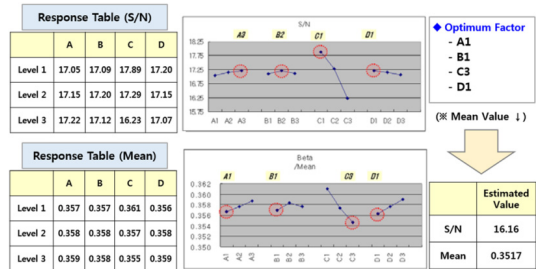 Response Table (S/N)
A B C D
Level 1 17.05 17.09 17.89 17.20
Level 2 17.15 17.20 17.29 17.15
Level 3 17.22 17.12 16.23 17.07
S/N
A3 B2 C1 D1
18.25
17.25
16.25
15.75
A1 A2 A3 B1 B2 B3 C1 C2 C3 D1 D2 D3
◆ Optimum Factor
- A1
- B1
- C3
- D1
(※ Mean Value ↓)
Response Table (Mean)
A B C D
Level 1 0.357 0.357 0.361 0.356
Level 2 0.358 0.358 0.357 0.358
Level 3 0.359 0.358 0.355 0.359
Beta
/Mean
A1 B1 C3 D1
0.362
0.360
0.358
0.356
0.354
0.352
0.350
A1 A2 A3 B1 B2 B3 C1 C2 C3 D1 D2 D3
Estimated
Value
S/N 16.16
Mean 0.3517